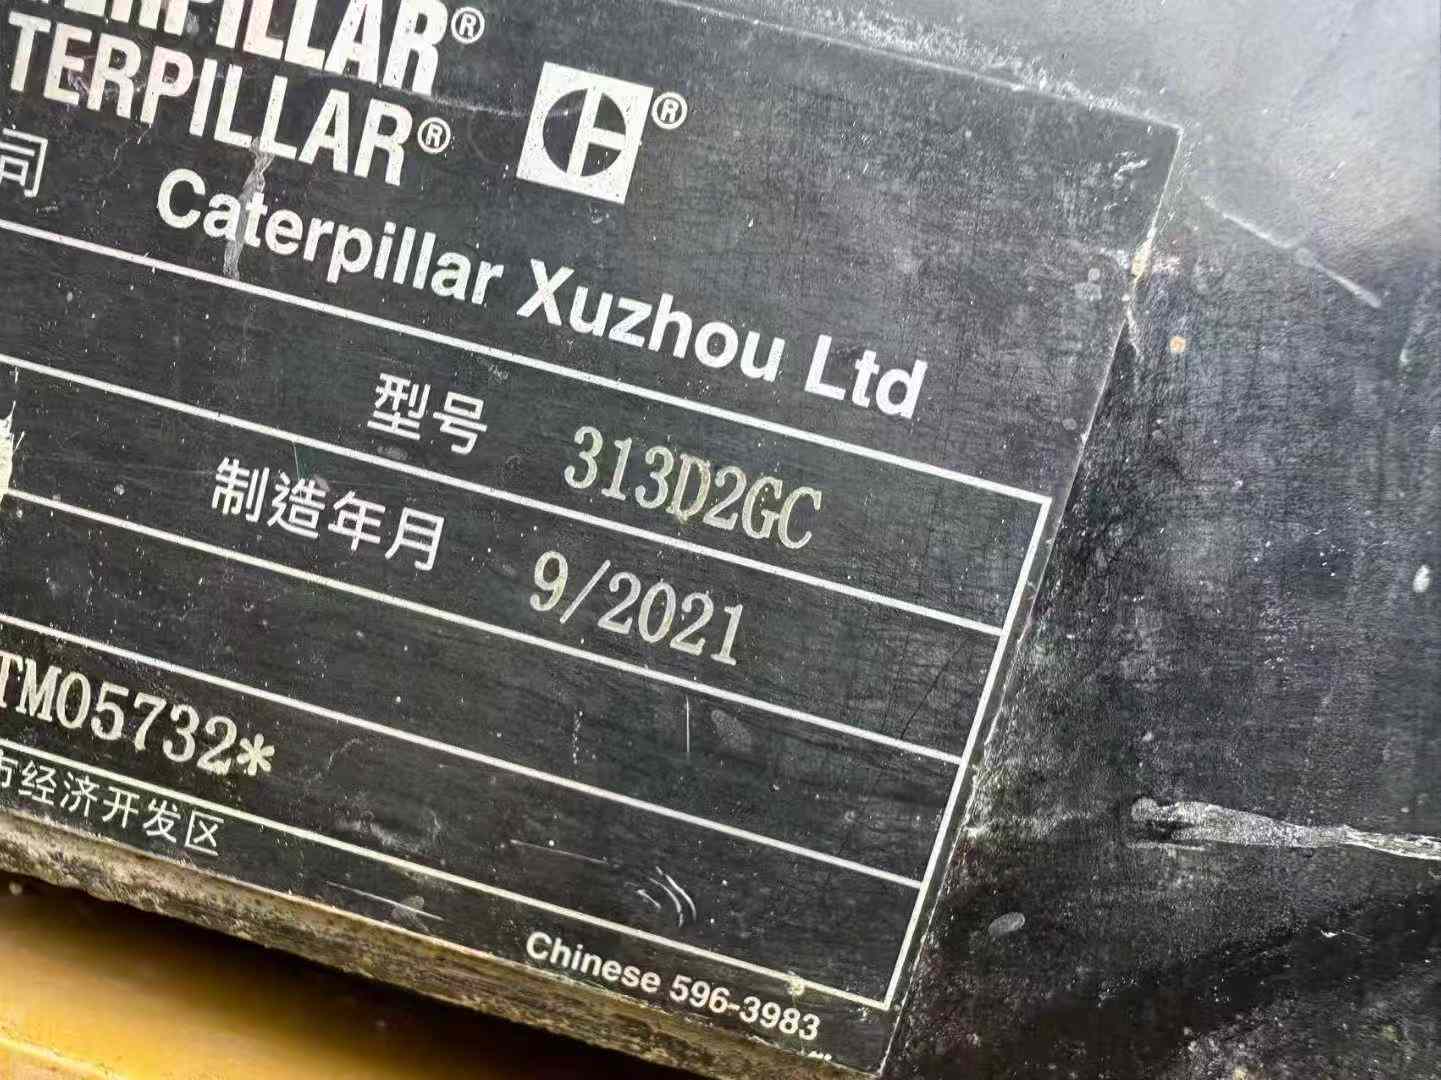 TERPILLAR®
TERPILLAR®
司 Caterpillar Xuzhou Ltd
型号 313D2GC
制造年月 9/2021
TM05732*
市经济开发区
Chinese 596-3983